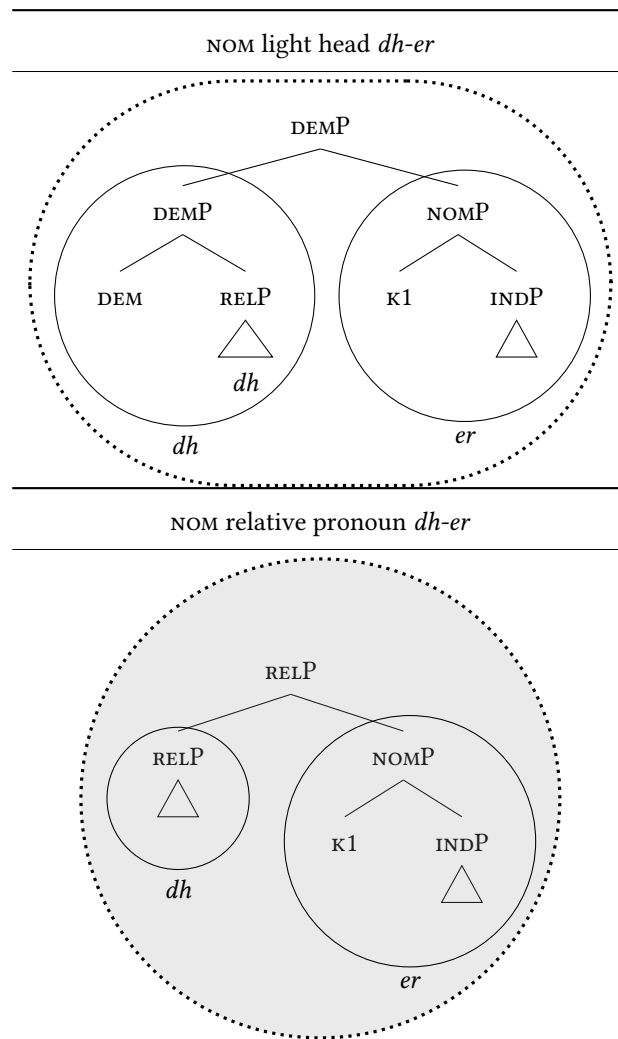 NOM light head dh-er
DEMP
DEMP NOMP
DEM RELP K1 INDP
dh
dh er
NOM relative pronoun dh-er
RELP
RELP NOMP
K1 INDP
dh
er